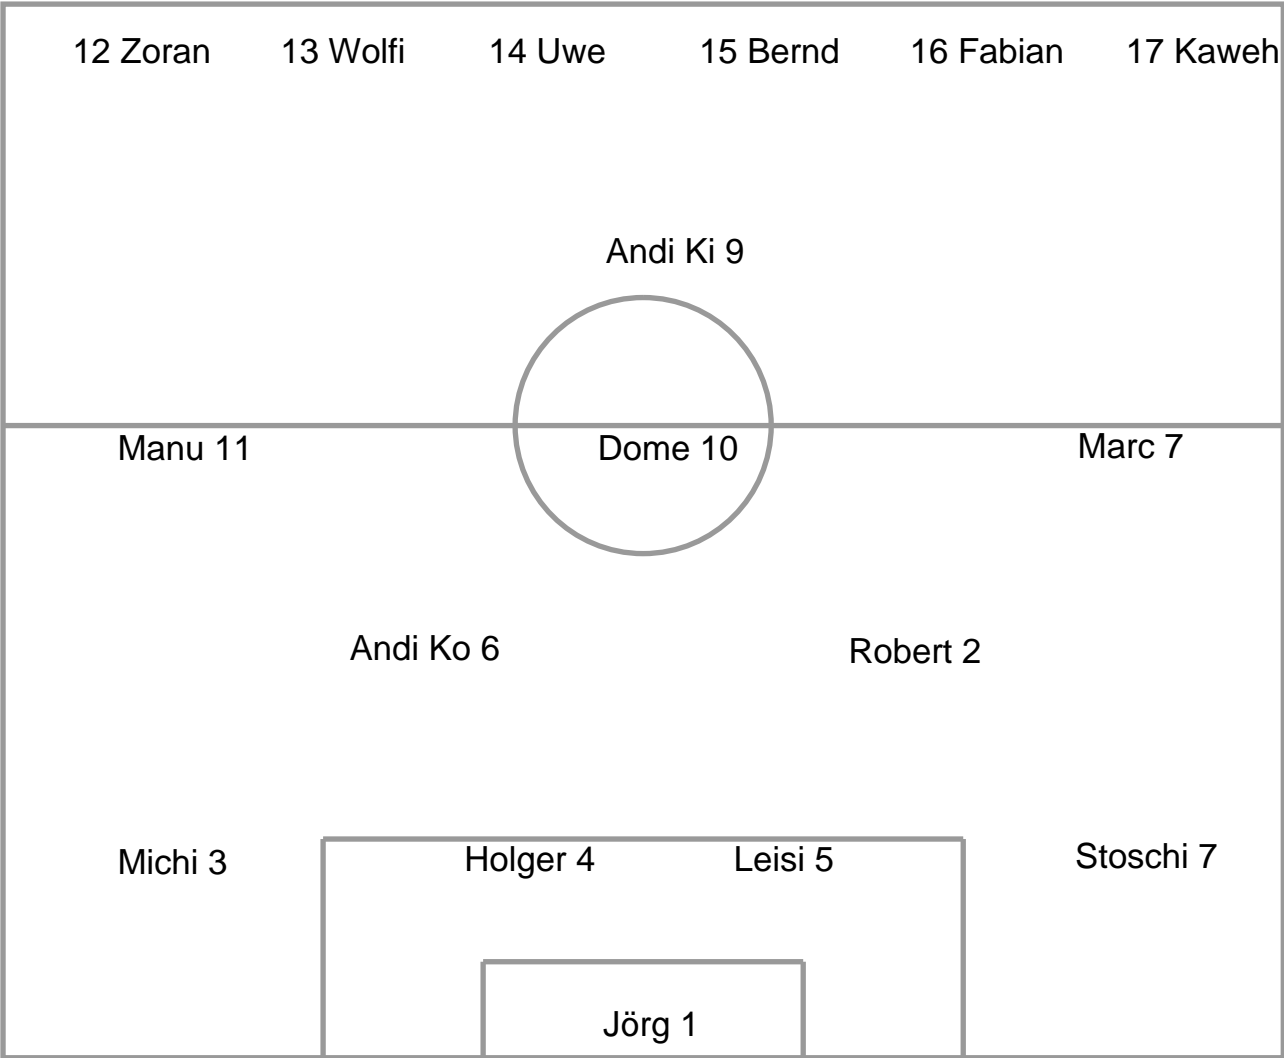 12 Zoran 13 Wolfi 14 Uwe 15 Bernd 16 Fabian 17 Kaweh
Andi Ki 9
Manu 11 Dome 10 Marc 7
Andi Ko 6 Robert 2
Michi 3 Holger 4 Leisi 5 Stoschi 7
Jörg 1